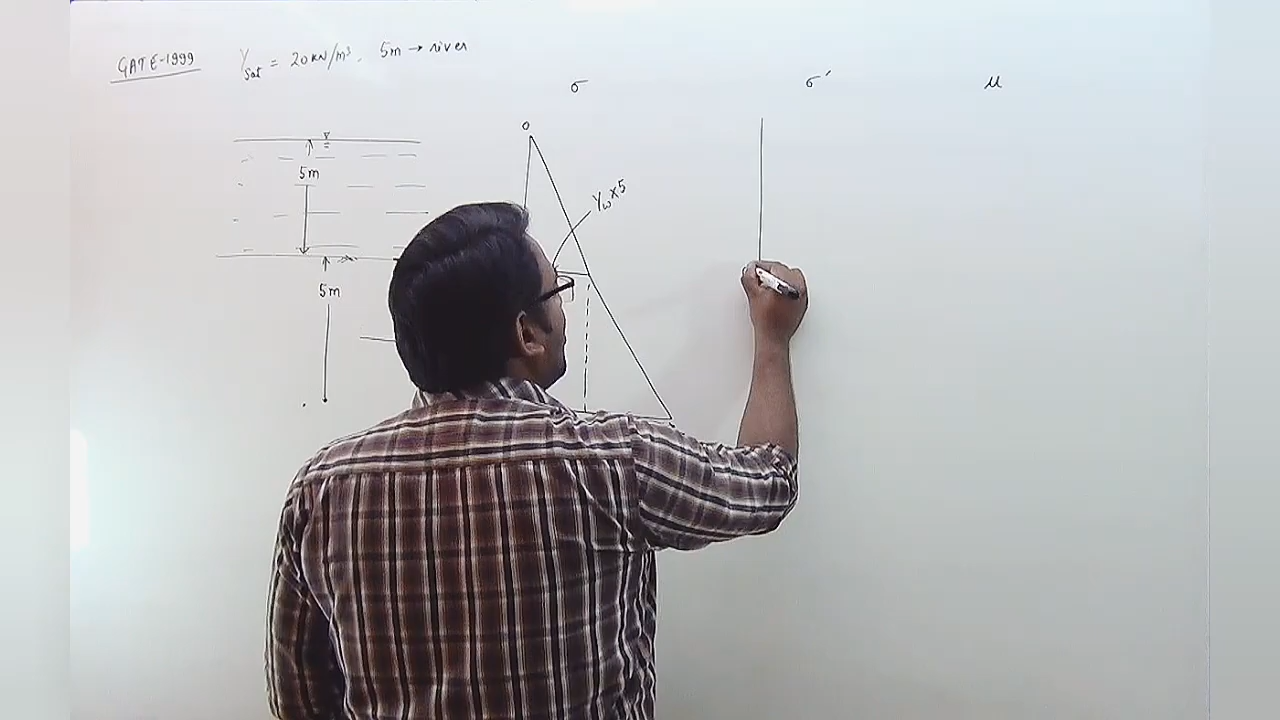 GATE-1999 γsat = 20 kN/m³, 5m → river
σ σ′ μ
0
5m
γw×5
5m